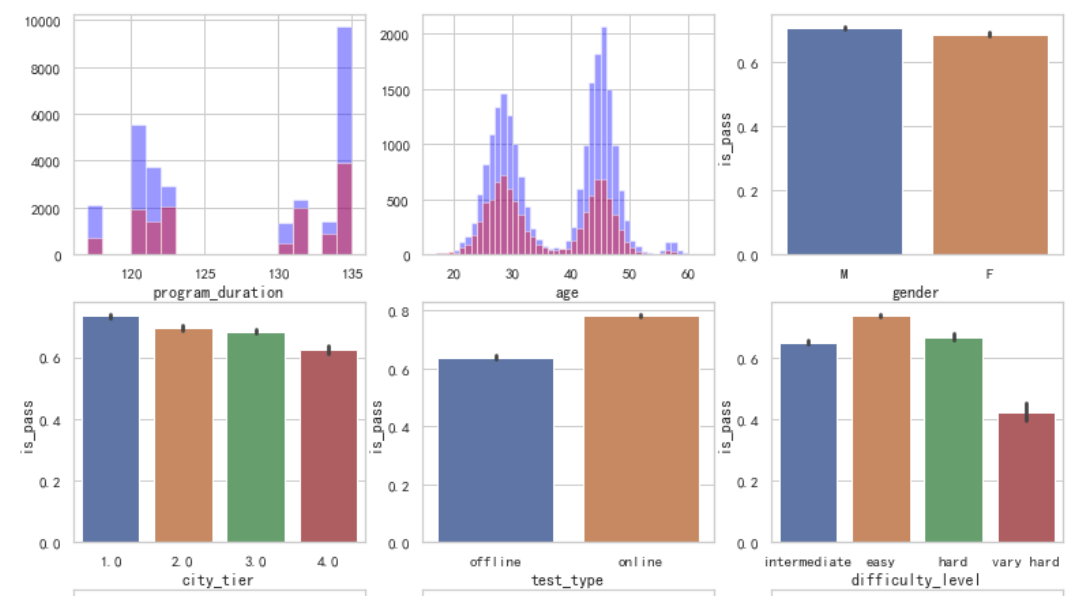 10000
8000
6000
4000
2000
0
120 125 130 135
program_duration
2000
1500
1000
500
0
20 30 40 50 60
age
is_pass
0.6
0.4
0.2
0.0
M F
gender
is_pass
0.6
0.4
0.2
0.0
1.0 2.0 3.0 4.0
city_tier
is_pass
0.8
0.6
0.4
0.2
0.0
offline online
test_type
is_pass
0.6
0.4
0.2
0.0
intermediate easy hard vary hard
difficulty_level